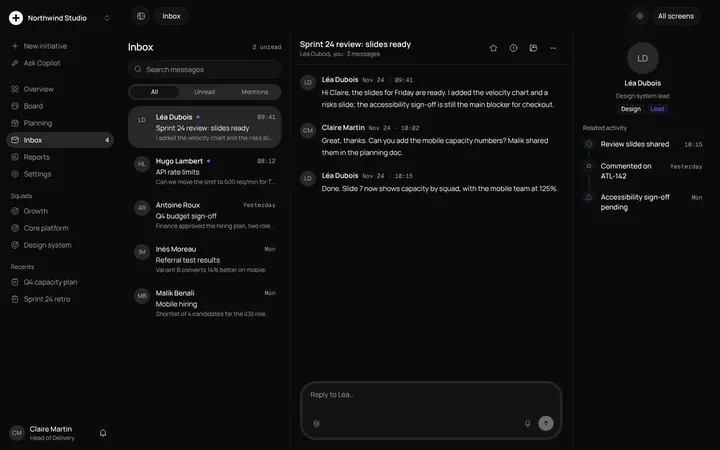 Northwind Studio
New initiative
Ask Copilot
Overview
Board
Planning
Inbox 4
Reports
Settings
Squads
Growth
Core platform
Design system
Recents
Q4 capacity plan
Sprint 24 retro
CM
Claire Martin
Head of Delivery
Inbox
All screens
Inbox
2 unread
Search messages
All Unread Mentions
LD
Léa Dubois 09:41
Sprint 24 review: slides ready
I added the velocity chart and the risks sl…
HL
Hugo Lambert 08:12
API rate limits
Can we move the limit to 600 req/min for T…
AR
Antoine Roux Yesterday
Q4 budget sign-off
Finance approved the hiring plan, two role…
IM
Inès Moreau Mon
Referral test results
Variant B converts 14% better on mobile.
MB
Malik Benali Mon
Mobile hiring
Shortlist of 4 candidates for the iOS role.
Sprint 24 review: slides ready
Léa Dubois, you · 3 messages
LD
Léa Dubois Nov 24 · 09:41
Hi Claire, the slides for Friday are ready. I added the velocity chart and a
risks slide; the accessibility sign-off is still the main blocker for checkout.
CM
Claire Martin Nov 24 · 10:02
Great, thanks. Can you add the mobile capacity numbers? Malik shared
them in the planning doc.
LD
Léa Dubois Nov 24 · 10:15
Done. Slide 7 now shows capacity by squad, with the mobile team at 125%.
Reply to Léa…
LD
Léa Dubois
Design system lead
Design Lead
Related activity
Review slides shared 10:15
Commented on Yesterday
ATL-142
Accessibility sign-off Mon
pending